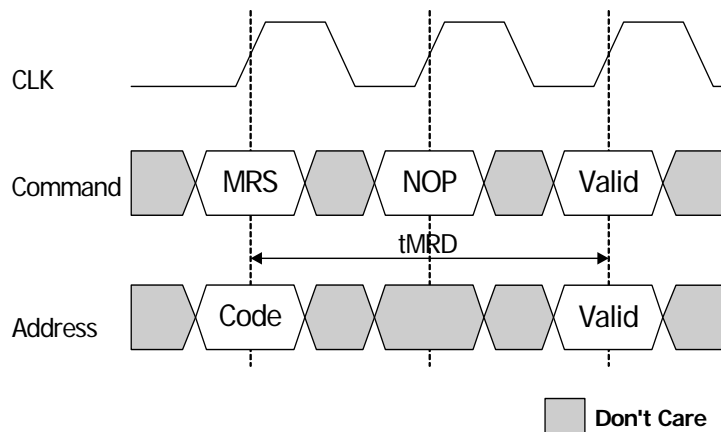 CLK
Command
MRS
NOP
Valid
tMRD
Address
Code
Valid
Don't Care